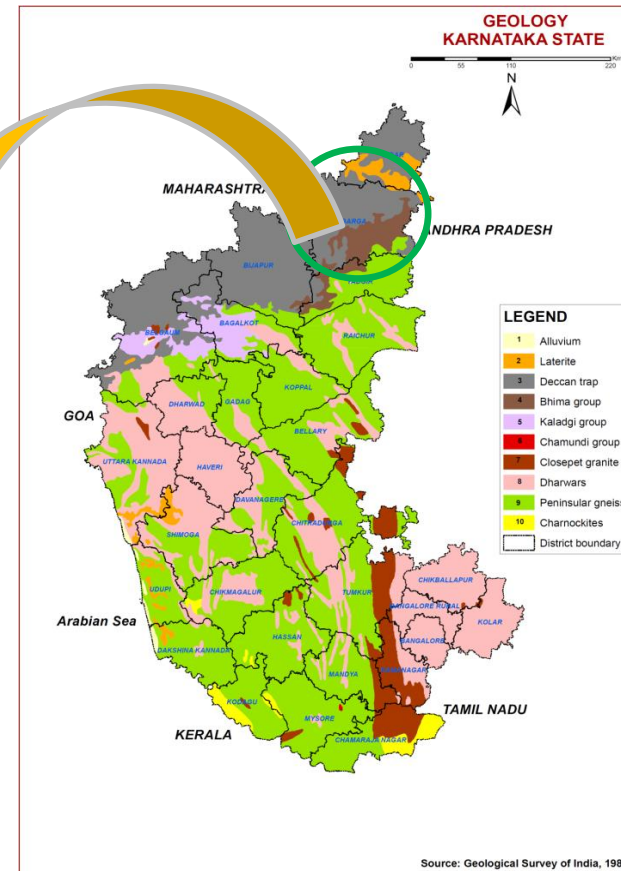 GEOLOGY
KARNATAKA STATE
0 55 110 220
N
MAHARASHTRA
ANDHRA PRADESH
BIJAPUR
BAGALKOT
RAICHUR
LEGEND
1 Alluvium
2 Laterite
3 Deccan trap
4 Bhima group
5 Kaladgi group
6 Chamundi group
7 Closepet granite
8 Dharwars
9 Peninsular gneiss
10 Charnockites
District boundary
BELGAUM
GOA
DHARWAD
GADAG
KOPPAL
BELLARY
UTTARA KANNADA
HAVERI
DAVANAGERE
CHITRADURGA
SHIMOGA
CHIKBALLAPUR
UDUPI
CHIKMAGALUR
TUMKUR
BANGALORE RURAL
KOLAR
Arabian Sea
HASSAN
BANGALORE
DAKSHINA KANNADA
MANDYA
KODAGU
MYSORE
TAMIL NADU
KERALA
CHAMARAJA NAGAR
Source: Geological Survey of India, 198